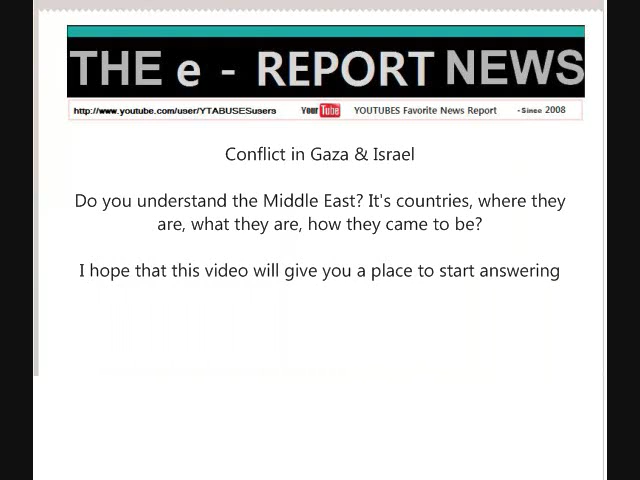 THE e - REPORT NEWS
http://www.youtube.com/user/YTABUSESusers YouTube YOUTUBES Favorite News Report - Since 2008
Conflict in Gaza & Israel
Do you understand the Middle East? It's countries, where they
are, what they are, how they came to be?
I hope that this video will give you a place to start answering